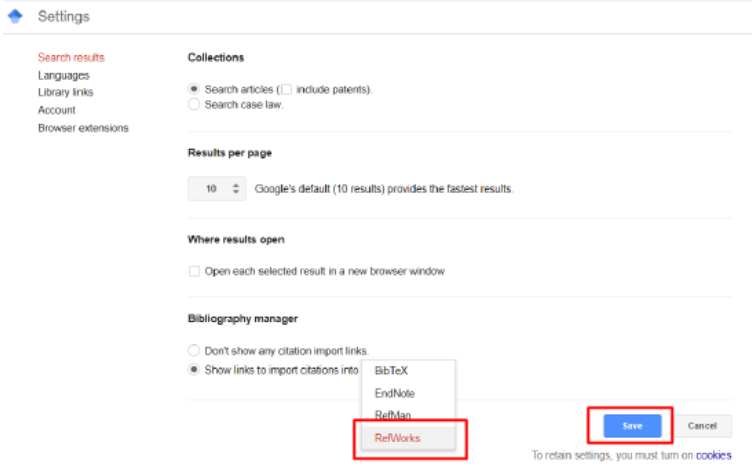 Settings
Search results
Languages
Library links
Account
Browser extensions
Collections
Search articles ( include patents).
Search case law.
Results per page
10 Google's default (10 results) provides the fastest results.
Where results open
Open each selected result in a new browser window
Bibliography manager
Don't show any citation import links.
Show links to import citations into
BibTeX
EndNote
RefMan
RefWorks
Save Cancel
To retain settings, you must turn on cookies